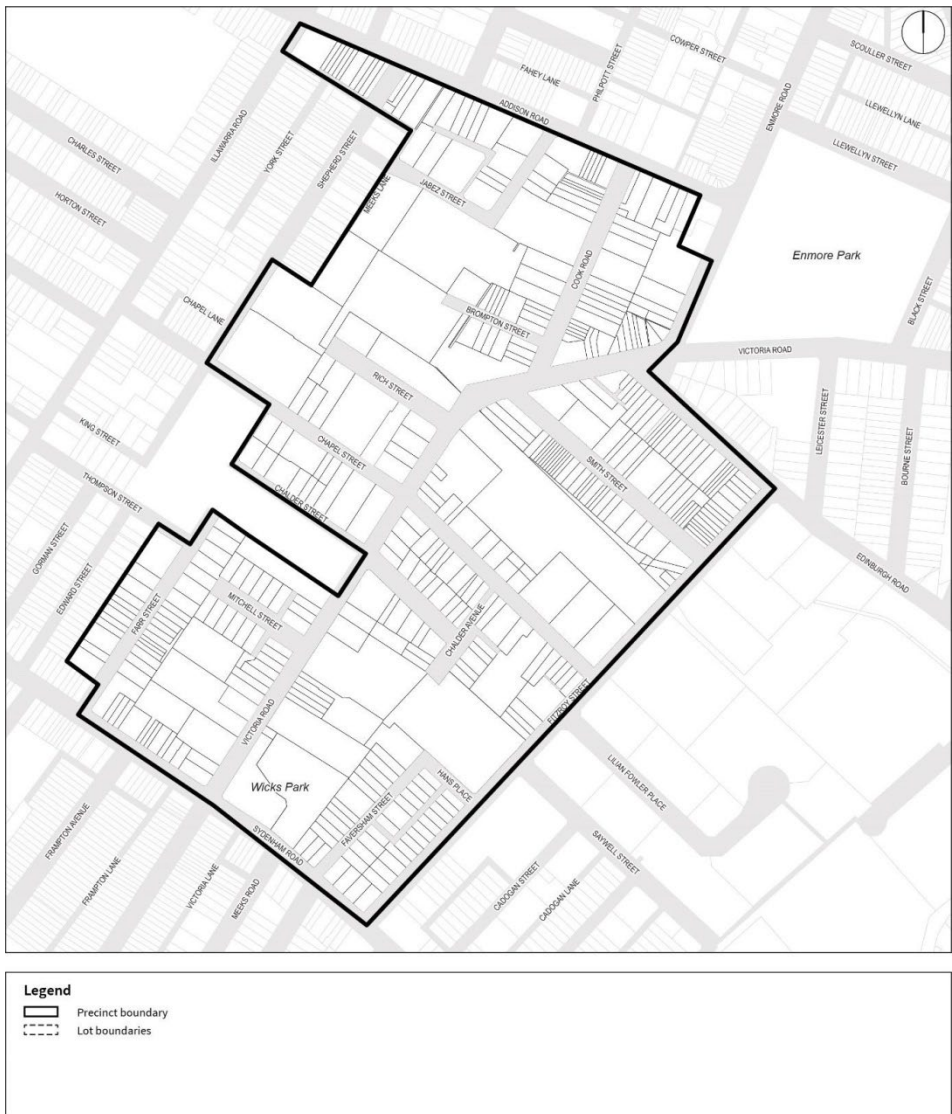 COWPER STREET
SCOULLER STREET
FAHEY LANE
PHILPOTT STREET
ENMORE ROAD
LLEWELLYN LANE
ADDISON ROAD
LLEWELLYN STREET
ILLAWARRA ROAD
CHARLES STREET
YORK STREET
SHEPHERD STREET
MEEKS LANE
JABEZ STREET
HORTON STREET
Enmore Park
COOK ROAD
BLACK STREET
CHAPEL LANE
BROMPTON STREET
VICTORIA ROAD
RICH STREET
LEICESTER STREET
BOURNE STREET
KING STREET
CHAPEL STREET
SMITH STREET
THOMPSON STREET
CHALDER STREET
GORMAN STREET
EDWARD STREET
EDINBURGH ROAD
FARR STREET
MITCHELL STREET
CHALDER AVENUE
VICTORIA ROAD
FITZROY STREET
Wicks Park
HANS PLACE
LILIAN FOWLER PLACE
FAVERSHAM STREET
SYDENHAM ROAD
FRAMPTON AVENUE
FRAMPTON LANE
VICTORIA LANE
MEEKS ROAD
SAYWELL STREET
CADOGAN STREET
CADOGAN LANE
Legend
Precinct boundary
Lot boundaries